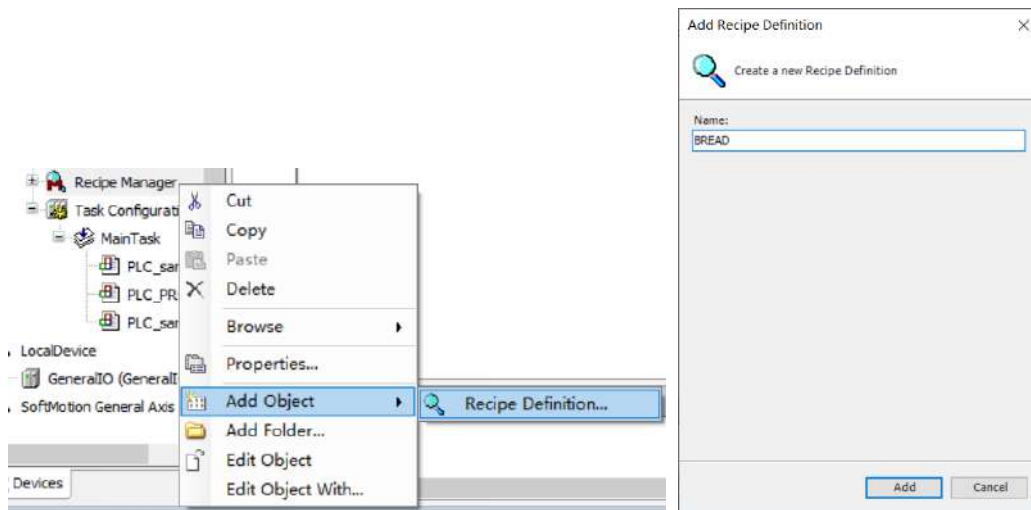 Recipe Manager
Task Configurati
MainTask
PLC_sar
PLC_PR
PLC_sar
LocalDevice
GeneralIO (GeneralI
SoftMotion General Axis
Devices
Cut
Copy
Paste
Delete
Browse
Properties...
Add Object
Add Folder...
Edit Object
Edit Object With...
Recipe Definition...
Add Recipe Definition
Create a new Recipe Definition
Name:
BREAD
Add
Cancel